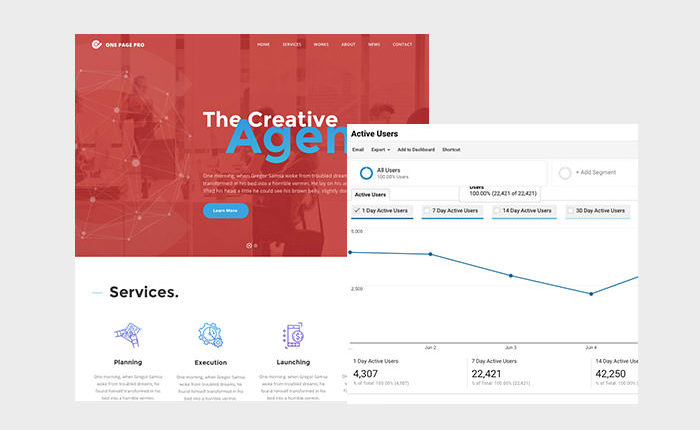 ONE PAGE PRO
HOME SERVICES WORKS ABOUT NEWS CONTACT
The Creative
Agen
One morning, when Gregor Samsa woke from troubled dream
transformed in his bed into a horrible vermin. He lay on his a
lifted his head a little he could see his brown belly, slightly dom
Learn More
Services.
Planning
One morning, when Gregor Samsa
woke from troubled dreams, he
found himself transformed in his
bed into a horrible vermin. He lay
Execution
One morning, when Gregor Samsa
woke from troubled dreams, he
found himself transformed in his
bed into a horrible vermin. He lay
Launching
One morning, when Gregor Samsa
woke from troubled dreams, he
found himself transformed in his
bed into a horrible vermin. He lay
Active Users
Email Export Add to Dashboard Shortcut
All Users
100.00% Users
+ Add Segment
Users
100.00% (22,421 of 22,421)
Active Users
1 Day Active Users 7 Day Active Users 14 Day Active Users 30 Day Active Users
5,000
2,500
Jun 2 Jun 3 Jun 4
1 Day Active Users
4,307
% of Total: 100.00% (4,307)
7 Day Active Users
22,421
% of Total: 100.00% (22,421)
14 Day Active
42,250
% of Total: 100.00%